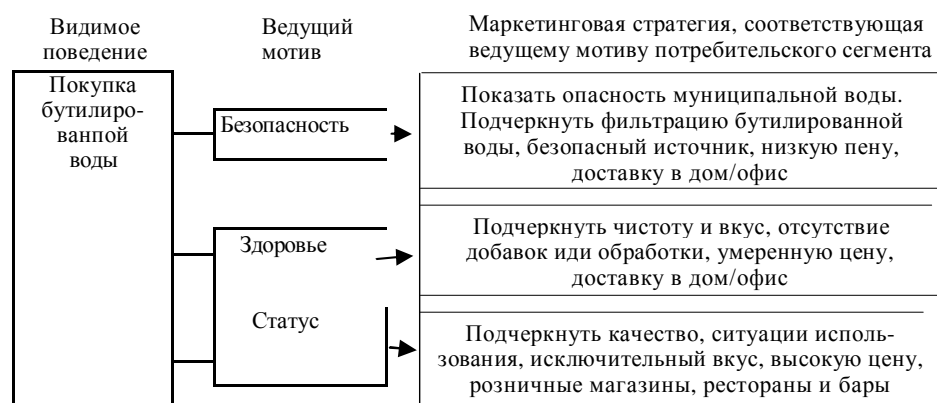 Видимое
поведение
Ведущий
мотив
Маркетинговая стратегия, соответствующая
ведущему мотиву потребительского сегмента
Покупка
бутилиро-
ванпой
воды
Безопасность
Показать опасность муниципальной воды.
Подчеркнуть фильтрацию бутилированной
воды, безопасный источник, низкую пену,
доставку в дом/офис
Здоровье
Подчеркнуть чистоту и вкус, отсутствие
добавок иди обработки, умеренную цену,
доставку в дом/офис
Статус
Подчеркнуть качество, ситуации исполь-
зования, исключительный вкус, высокую цену,
розничные магазины, рестораны и бары